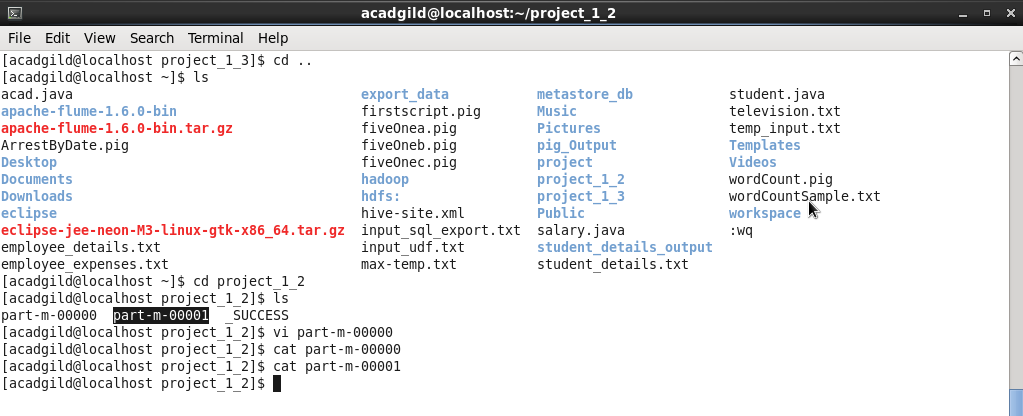 acadgild@localhost:~/project_1_2
File Edit View Search Terminal Help
[acadgild@localhost project_1_3]$ cd ..
[acadgild@localhost ~]$ ls
acad.java export_data metastore_db student.java
apache-flume-1.6.0-bin firstscript.pig Music television.txt
apache-flume-1.6.0-bin.tar.gz fiveOnea.pig Pictures temp_input.txt
ArrestByDate.pig fiveOneb.pig pig_Output Templates
Desktop fiveOnec.pig project Videos
Documents hadoop project_1_2 wordCount.pig
Downloads hdfs: project_1_3 wordCountSample.txt
eclipse hive-site.xml Public workspace
eclipse-jee-neon-M3-linux-gtk-x86_64.tar.gz input_sql_export.txt salary.java :wq
employee_details.txt input_udf.txt student_details_output
employee_expenses.txt max-temp.txt student_details.txt
[acadgild@localhost ~]$ cd project_1_2
[acadgild@localhost project_1_2]$ ls
part-m-00000 part-m-00001 _SUCCESS
[acadgild@localhost project_1_2]$ vi part-m-00000
[acadgild@localhost project_1_2]$ cat part-m-00000
[acadgild@localhost project_1_2]$ cat part-m-00001
[acadgild@localhost project_1_2]$